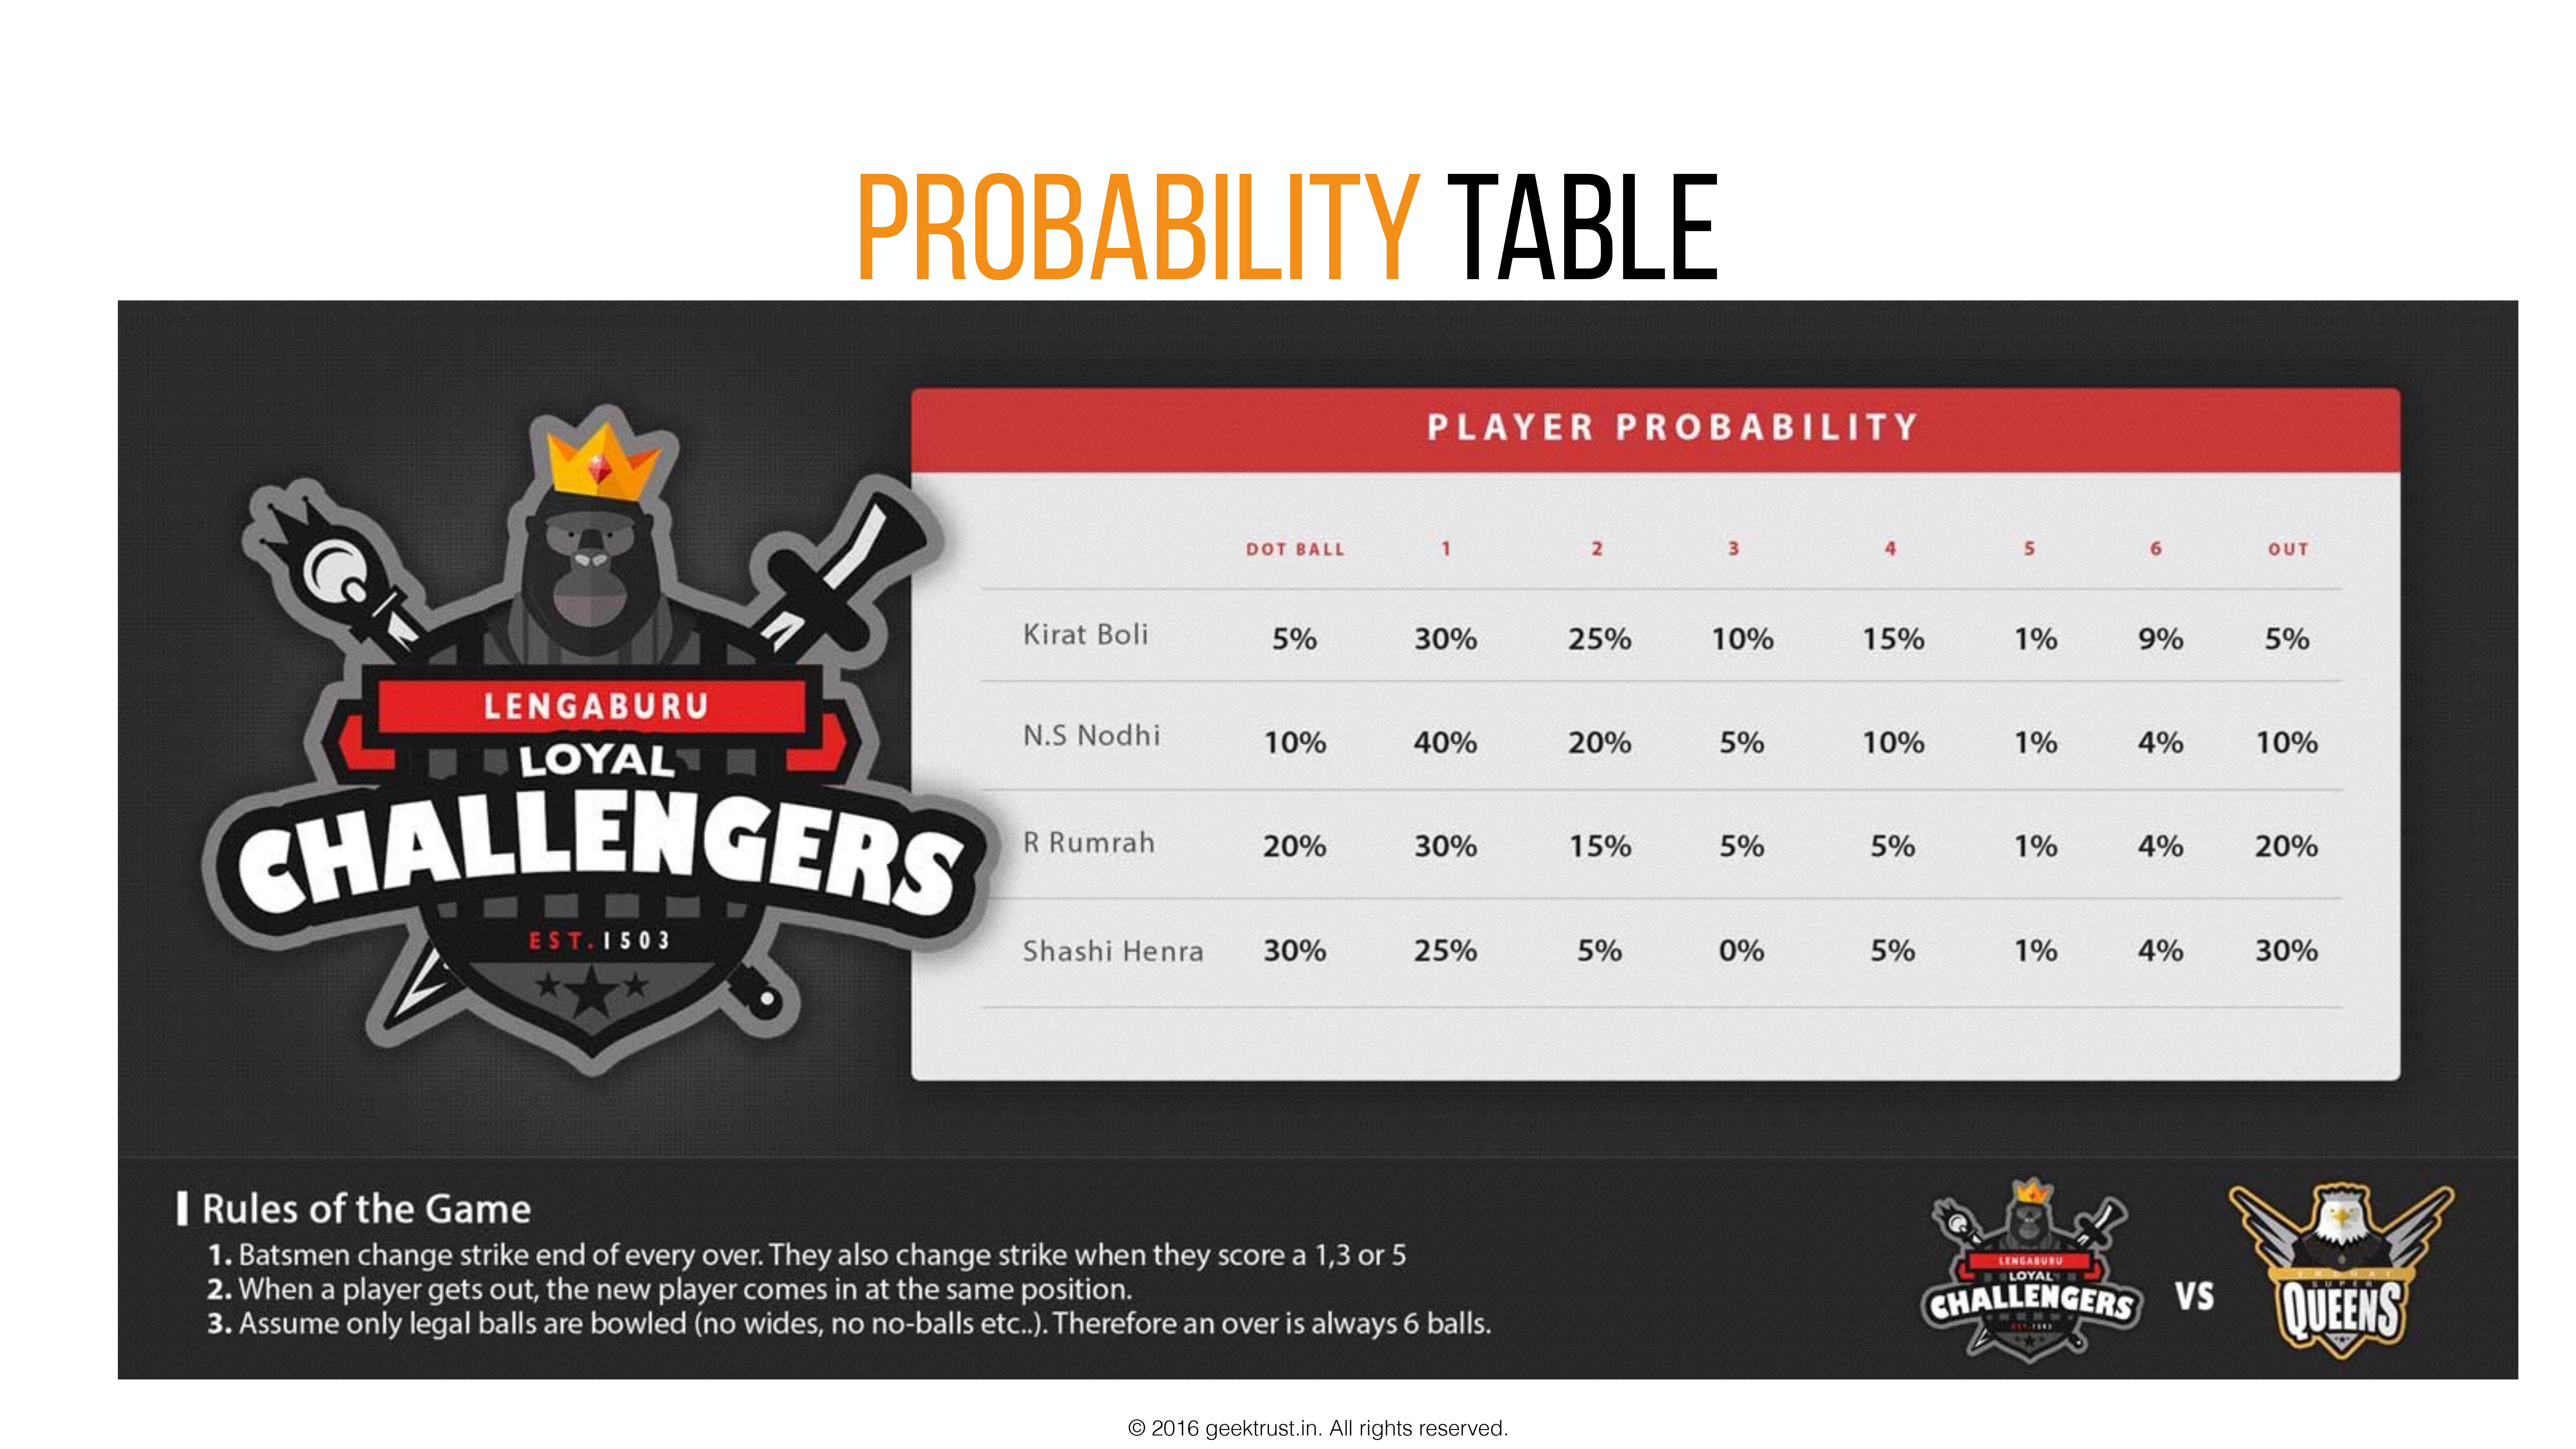 PROBABILITY TABLE
PLAYER PROBABILITY
DOT BALL 1 2 3 4 5 6 OUT
Kirat Boli 5% 30% 25% 10% 15% 1% 9% 5%
N.S Nodhi 10% 40% 20% 5% 10% 1% 4% 10%
R Rumrah 20% 30% 15% 5% 5% 1% 4% 20%
Shashi Henra 30% 25% 5% 0% 5% 1% 4% 30%
LENGABURU
LOYAL
CHALLENGERS
EST.1503
Rules of the Game
1. Batsmen change strike end of every over. They also change strike when they score a 1,3 or 5
2. When a player gets out, the new player comes in at the same position.
3. Assume only legal balls are bowled (no wides, no no-balls etc..). Therefore an over is always 6 balls.
LENGABURU
LOYAL
CHALLENGERS
EST.1503
VS
SUPER
QUEENS
© 2016 geektrust.in. All rights reserved.